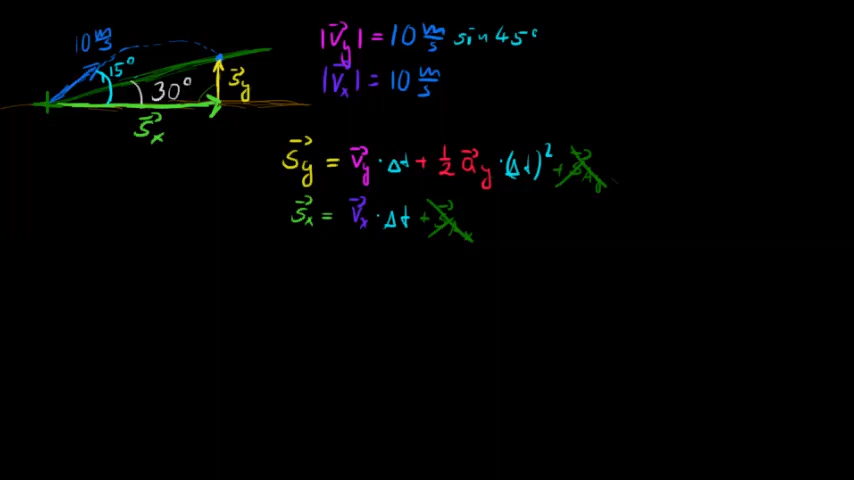 10 m/s
15°
30°
S⃗y
S⃗x
|V⃗y| = 10 m/s sin 45°
|V⃗x| = 10 m/s
S⃗y = V⃗y · Δt + ½ a⃗y · (Δt)² +
S⃗x = V⃗x · Δt +